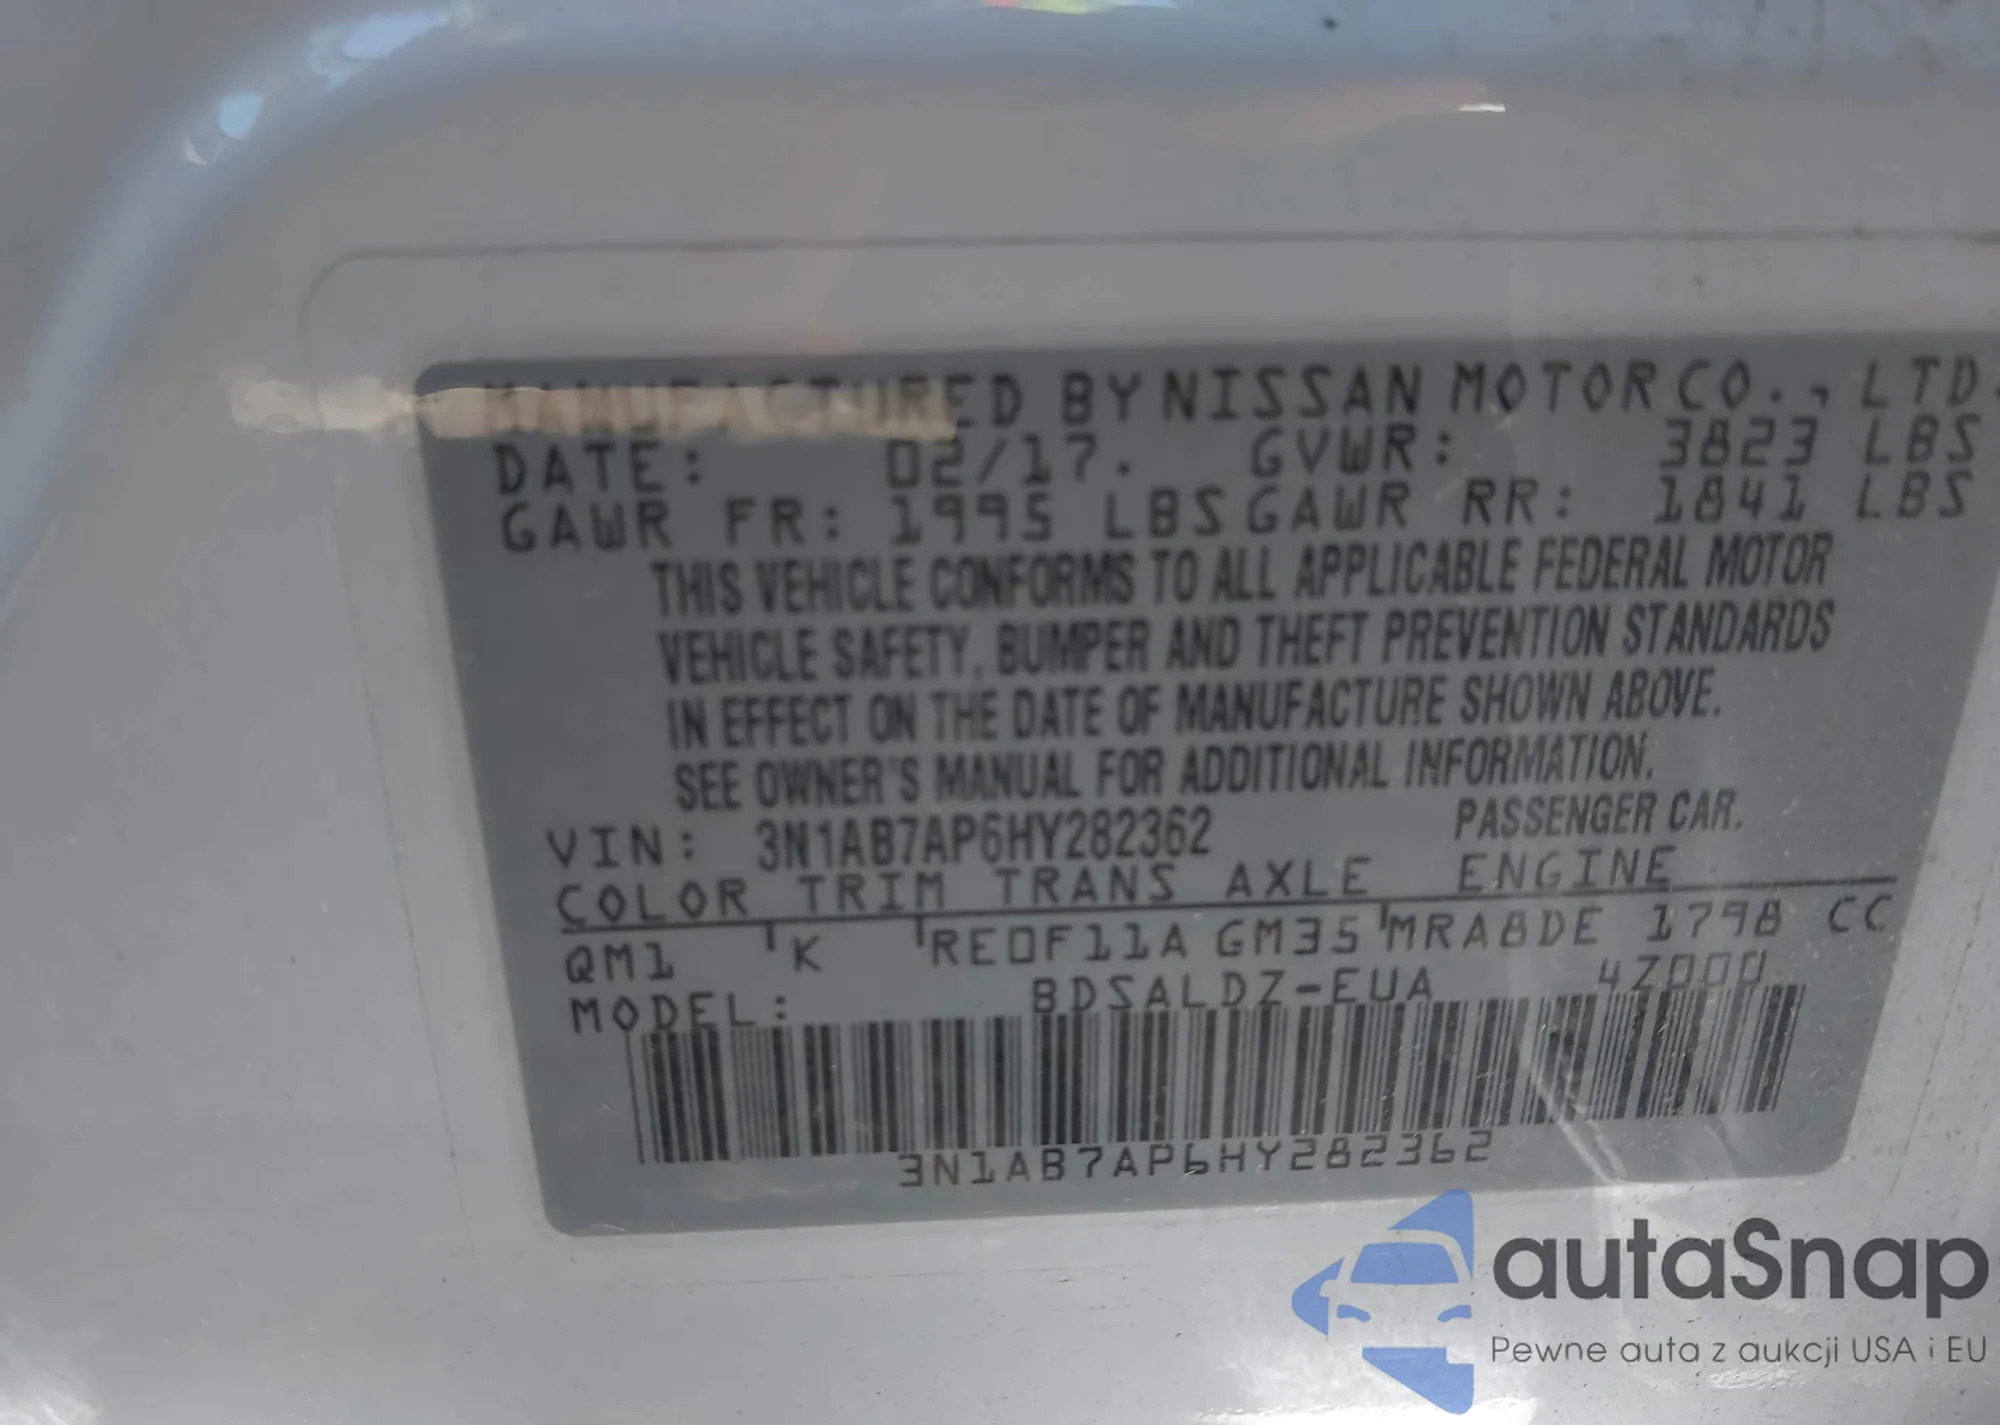 MANUFACTURED BY NISSAN MOTOR CO., LTD.
DATE: 02/17. GVWR: 3823 LBS
GAWR FR: 1995 LBS GAWR RR: 1841 LBS
THIS VEHICLE CONFORMS TO ALL APPLICABLE FEDERAL MOTOR
VEHICLE SAFETY, BUMPER AND THEFT PREVENTION STANDARDS
IN EFFECT ON THE DATE OF MANUFACTURE SHOWN ABOVE.
SEE OWNER'S MANUAL FOR ADDITIONAL INFORMATION.
VIN: 3N1AB7AP6HY282362 PASSENGER CAR.
COLOR TRIM TRANS AXLE ENGINE
QM1 K RE0F11A GM35 MRA8DE 1798 CC
MODEL: BDSALDZ-EUA 4Z000
3N1AB7AP6HY282362
autaSnap
Pewne auta z aukcji USA i EU